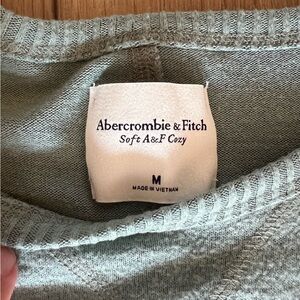 Abercrombie & Fitch
Soft A&F Cozy
M
MADE IN VIETNAM